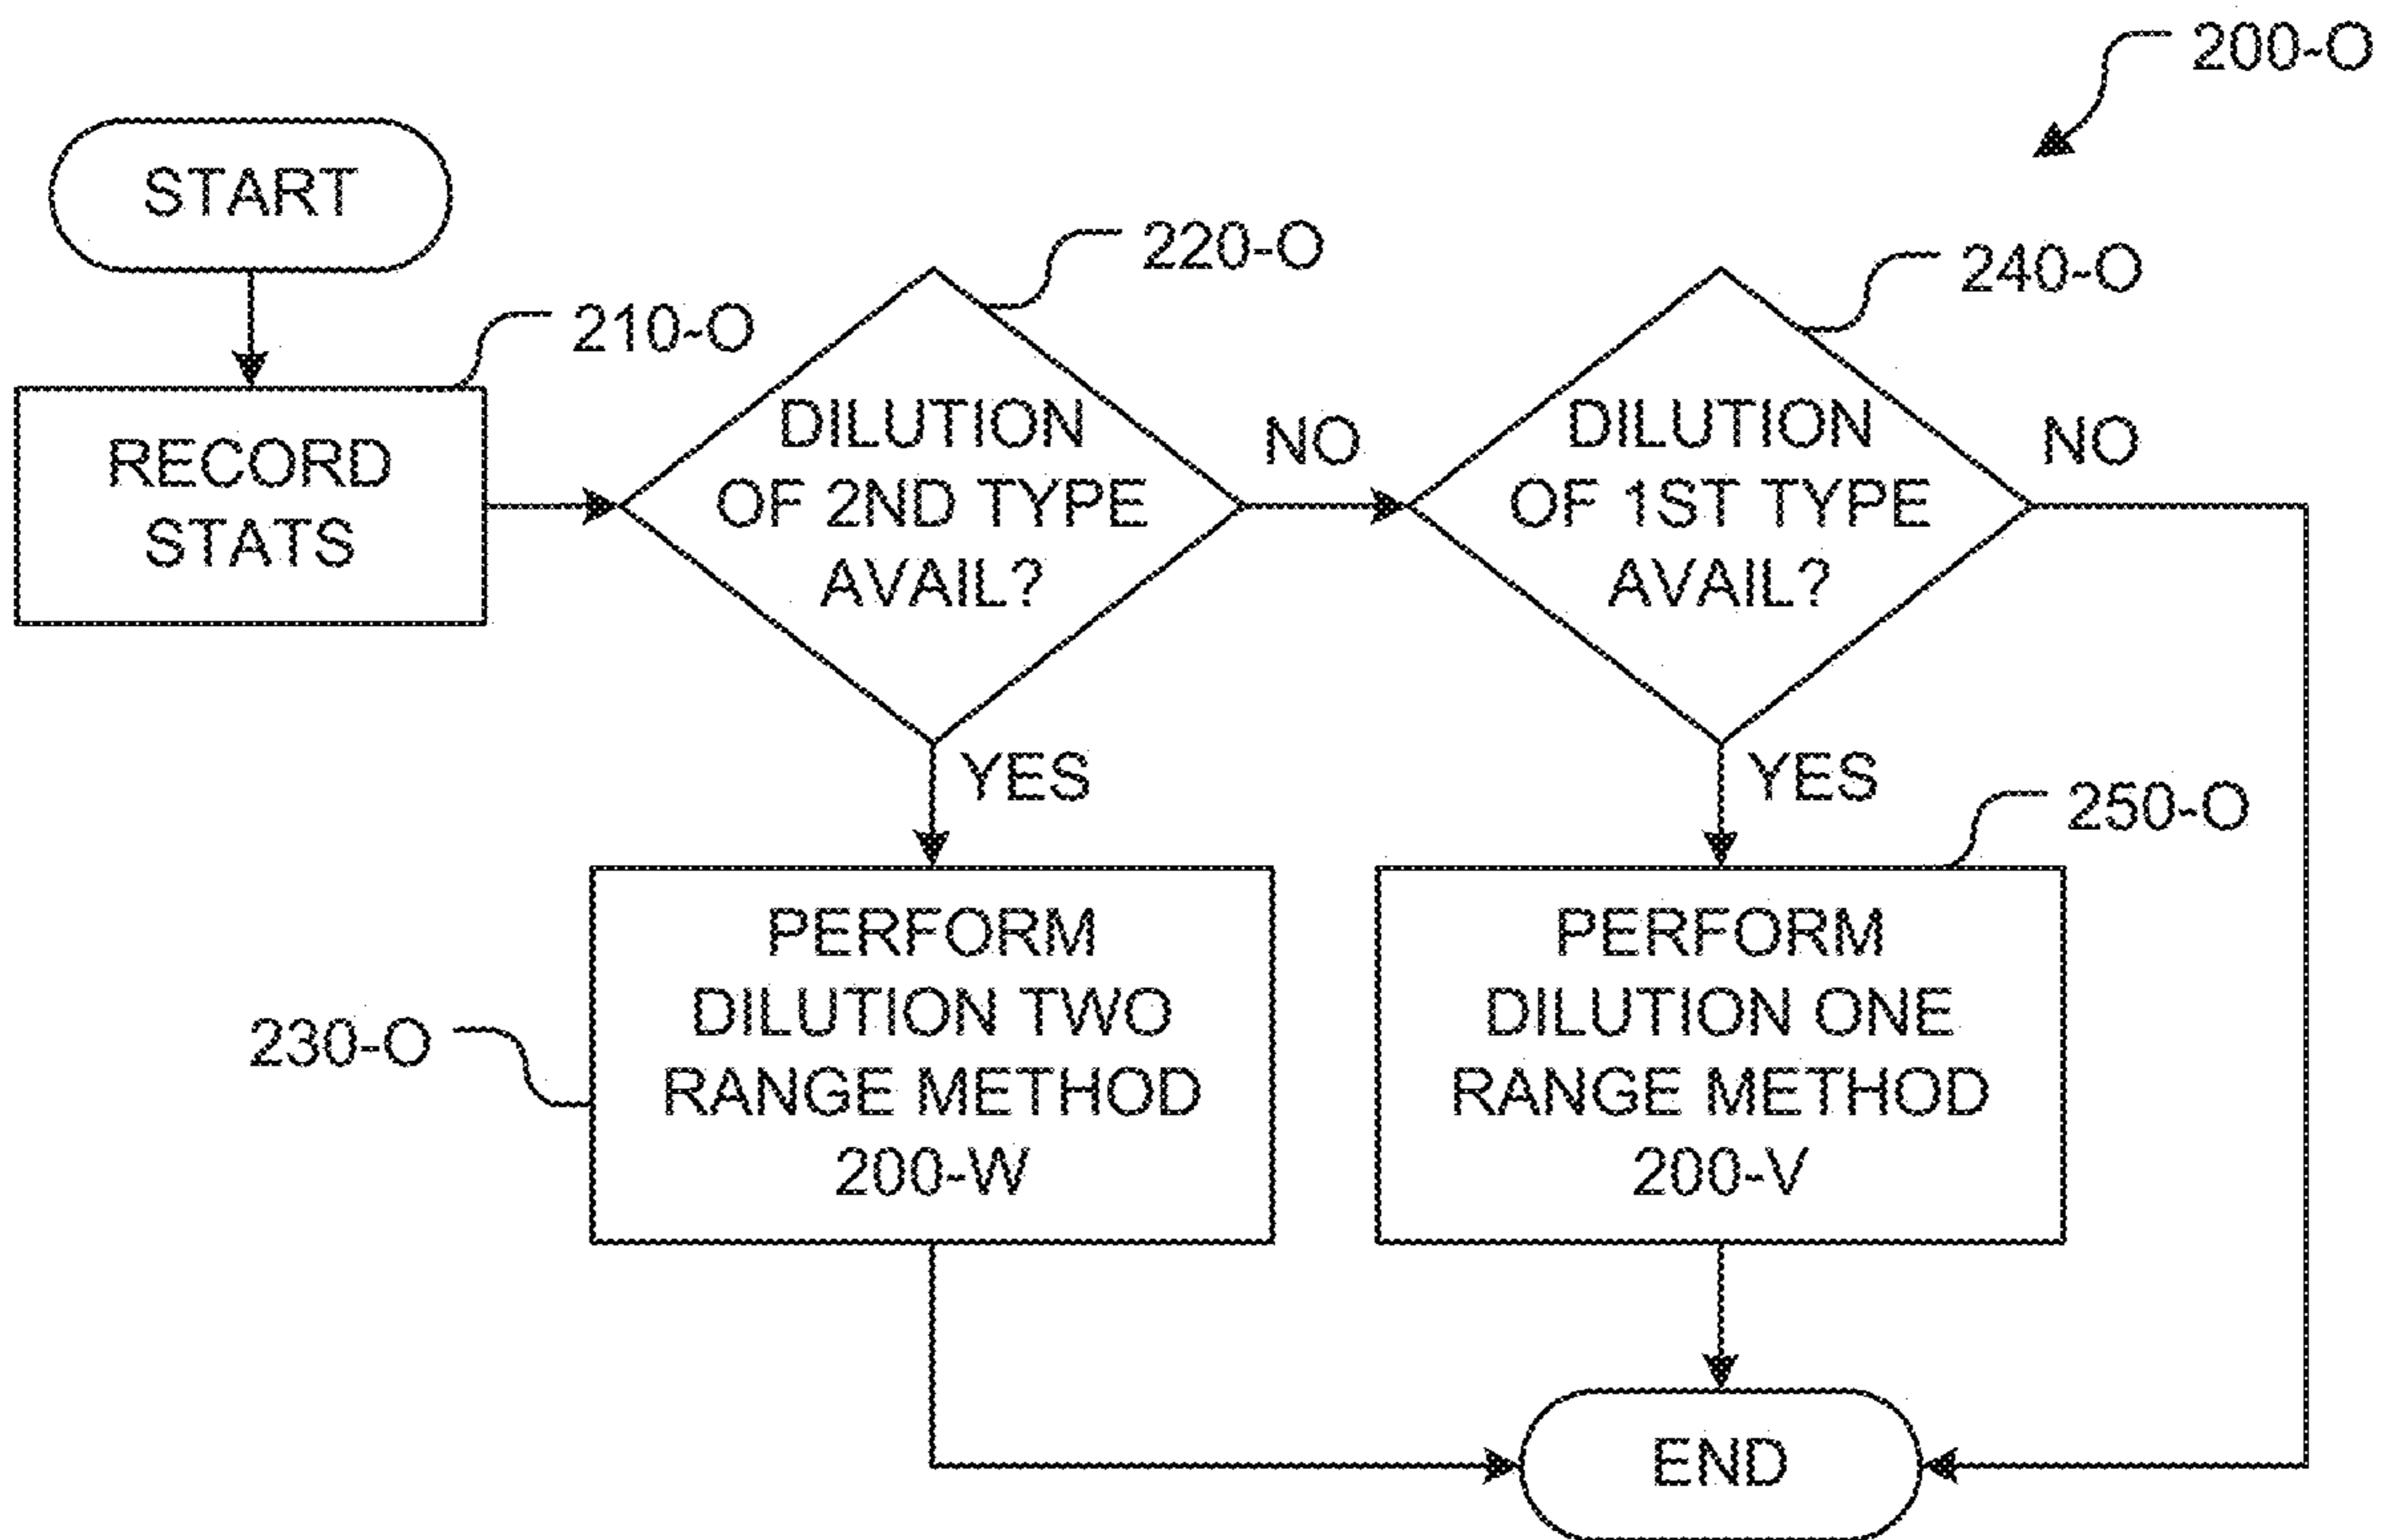 200-O
START
210-O
RECORD
STATS
220-O
DILUTION
OF 2ND TYPE
AVAIL?
NO
YES
240-O
DILUTION
OF 1ST TYPE
AVAIL?
NO
YES
230-O
PERFORM
DILUTION TWO
RANGE METHOD
200-W
250-O
PERFORM
DILUTION ONE
RANGE METHOD
200-V
END